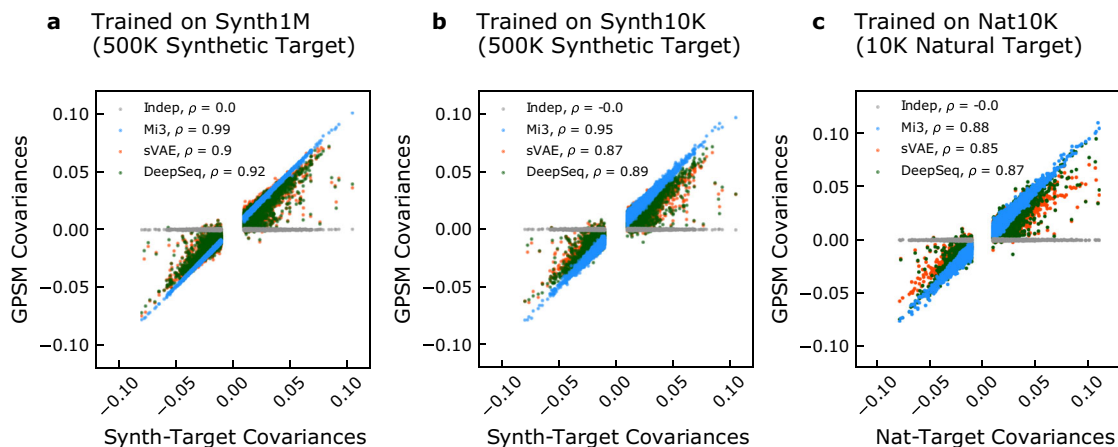 a Trained on Synth1M
(500K Synthetic Target)
GPSM Covariances
0.10
0.05
0.00
−0.05
−0.10
Indep, ρ = 0.0
Mi3, ρ = 0.99
sVAE, ρ = 0.9
DeepSeq, ρ = 0.92
−0.10
−0.05
0.00
0.05
0.10
Synth-Target Covariances
b Trained on Synth10K
(500K Synthetic Target)
GPSM Covariances
0.10
0.05
0.00
−0.05
−0.10
Indep, ρ = -0.0
Mi3, ρ = 0.95
sVAE, ρ = 0.87
DeepSeq, ρ = 0.89
−0.10
−0.05
0.00
0.05
0.10
Synth-Target Covariances
c Trained on Nat10K
(10K Natural Target)
GPSM Covariances
0.10
0.05
0.00
−0.05
−0.10
Indep, ρ = -0.0
Mi3, ρ = 0.88
sVAE, ρ = 0.85
DeepSeq, ρ = 0.87
−0.10
−0.05
0.00
0.05
0.10
Nat-Target Covariances